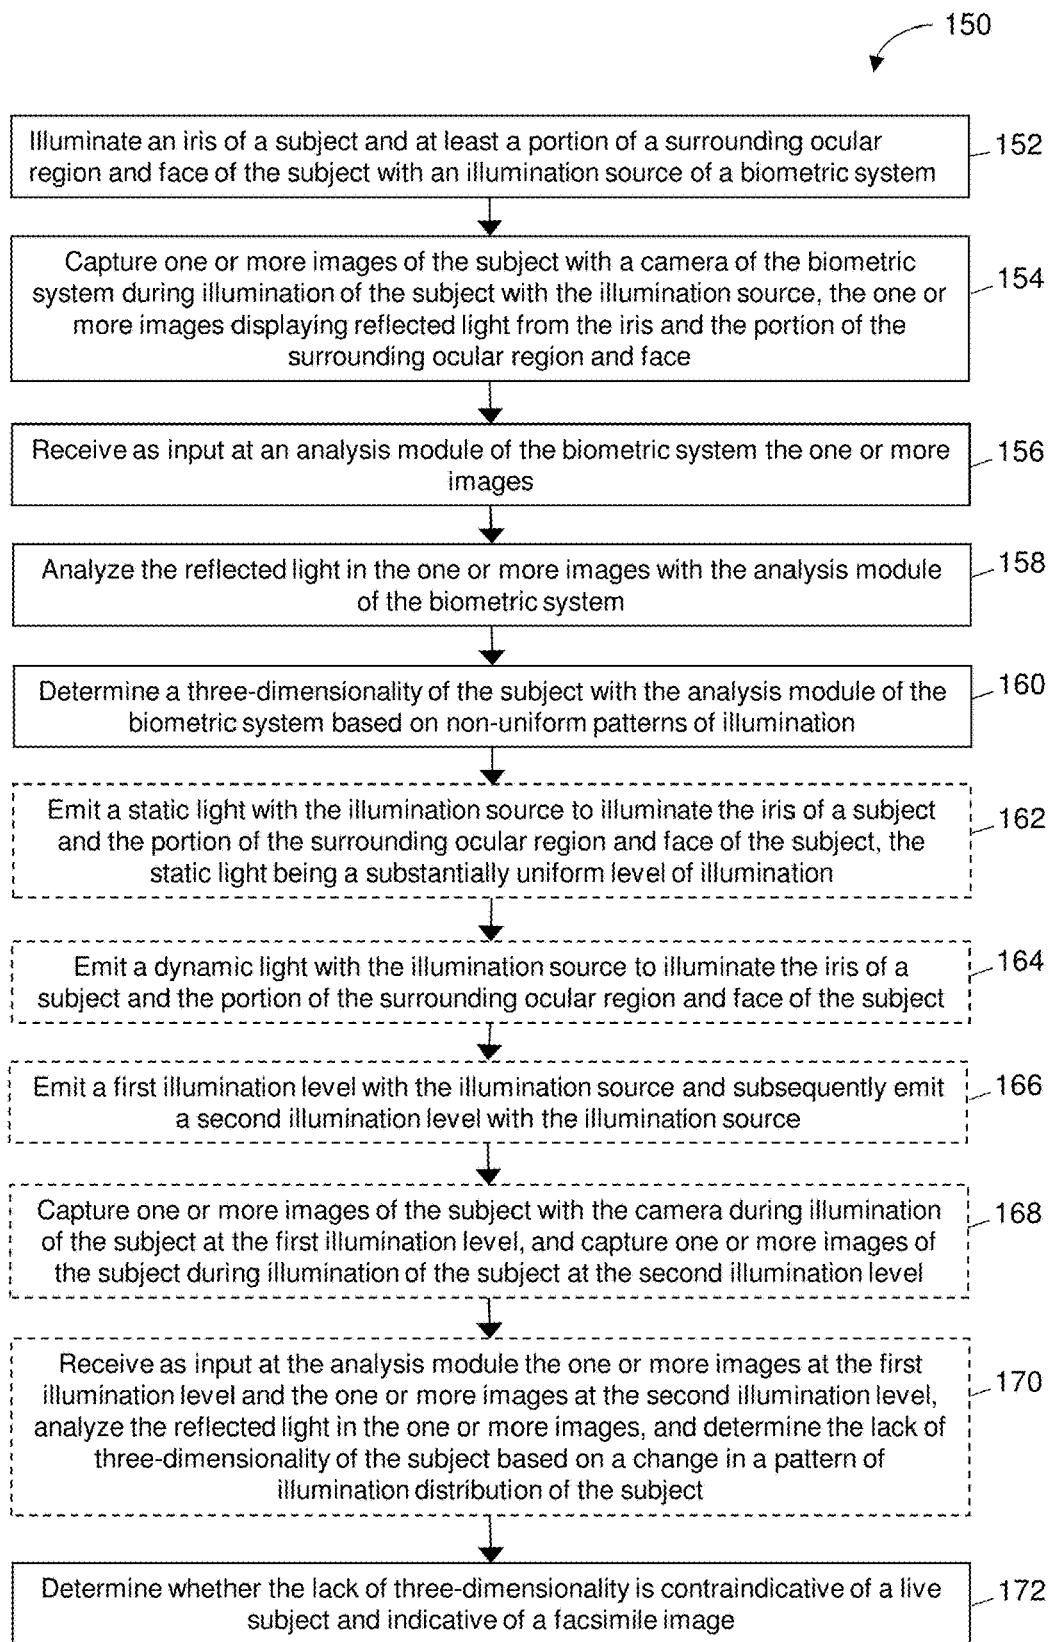 150
Illuminate an iris of a subject and at least a portion of a surrounding ocular
region and face of the subject with an illumination source of a biometric system
152
Capture one or more images of the subject with a camera of the biometric
system during illumination of the subject with the illumination source, the one or
more images displaying reflected light from the iris and the portion of the
surrounding ocular region and face
154
Receive as input at an analysis module of the biometric system the one or more
images
156
Analyze the reflected light in the one or more images with the analysis module
of the biometric system
158
Determine a three-dimensionality of the subject with the analysis module of the
biometric system based on non-uniform patterns of illumination
160
Emit a static light with the illumination source to illuminate the iris of a subject
and the portion of the surrounding ocular region and face of the subject, the
static light being a substantially uniform level of illumination
162
Emit a dynamic light with the illumination source to illuminate the iris of a
subject and the portion of the surrounding ocular region and face of the subject
164
Emit a first illumination level with the illumination source and subsequently emit
a second illumination level with the illumination source
166
Capture one or more images of the subject with the camera during illumination
of the subject at the first illumination level, and capture one or more images of
the subject during illumination of the subject at the second illumination level
168
Receive as input at the analysis module the one or more images at the first
illumination level and the one or more images at the second illumination level,
analyze the reflected light in the one or more images, and determine the lack of
three-dimensionality of the subject based on a change in a pattern of
illumination distribution of the subject
170
Determine whether the lack of three-dimensionality is contraindicative of a live
subject and indicative of a facsimile image
172